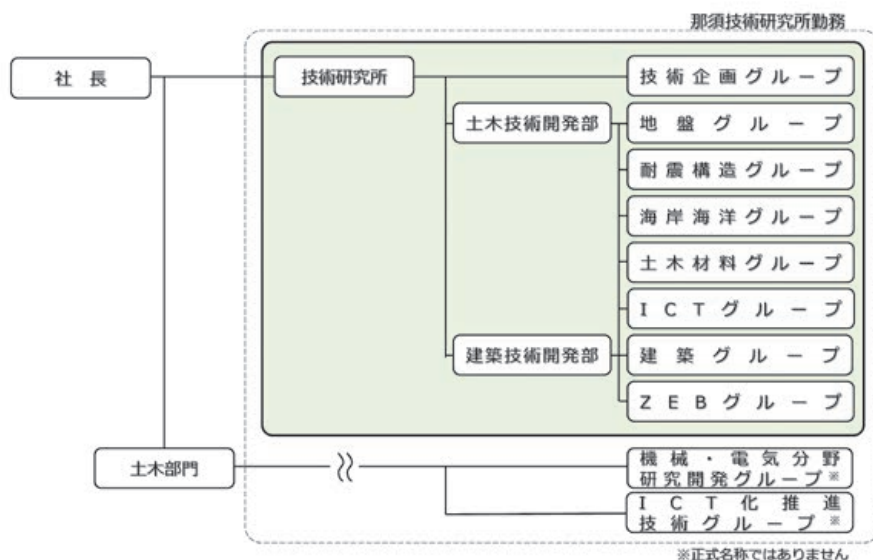 那須技術研究所勤務
社長
技術研究所
技術企画グループ
土木技術開発部
地盤グループ
耐震構造グループ
海岸海洋グループ
土木材料グループ
ICTグループ
建築技術開発部
建築グループ
ZEBグループ
土木部門
機械・電気分野
研究開発グループ※
ICT化推進
技術グループ※
※正式名称ではありません